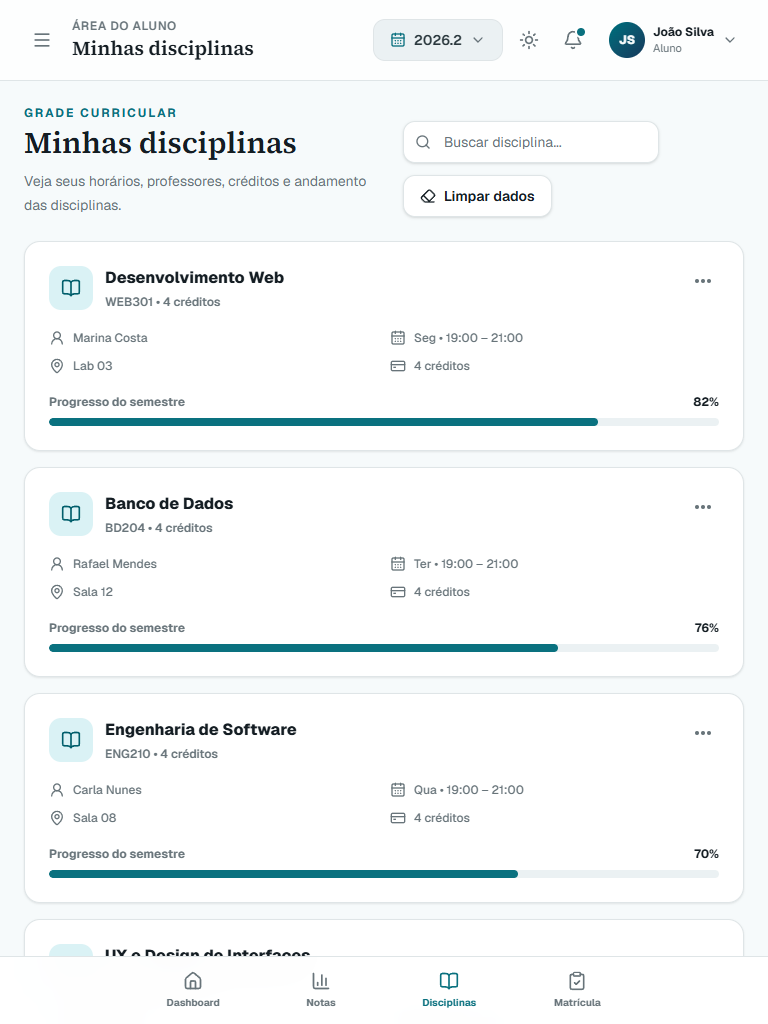 ÁREA DO ALUNO
Minhas disciplinas
2026.2
JS
João Silva
Aluno
GRADE CURRICULAR
Minhas disciplinas
Veja seus horários, professores, créditos e andamento
das disciplinas.
Buscar disciplina...
Limpar dados
Desenvolvimento Web
WEB301 • 4 créditos
Marina Costa
Seg • 19:00 – 21:00
Lab 03
4 créditos
Progresso do semestre
82%
Banco de Dados
BD204 • 4 créditos
Rafael Mendes
Ter • 19:00 – 21:00
Sala 12
4 créditos
Progresso do semestre
76%
Engenharia de Software
ENG210 • 4 créditos
Carla Nunes
Qua • 19:00 – 21:00
Sala 08
4 créditos
Progresso do semestre
70%
UX e Design de Interfaces
Dashboard
Notas
Disciplinas
Matrícula